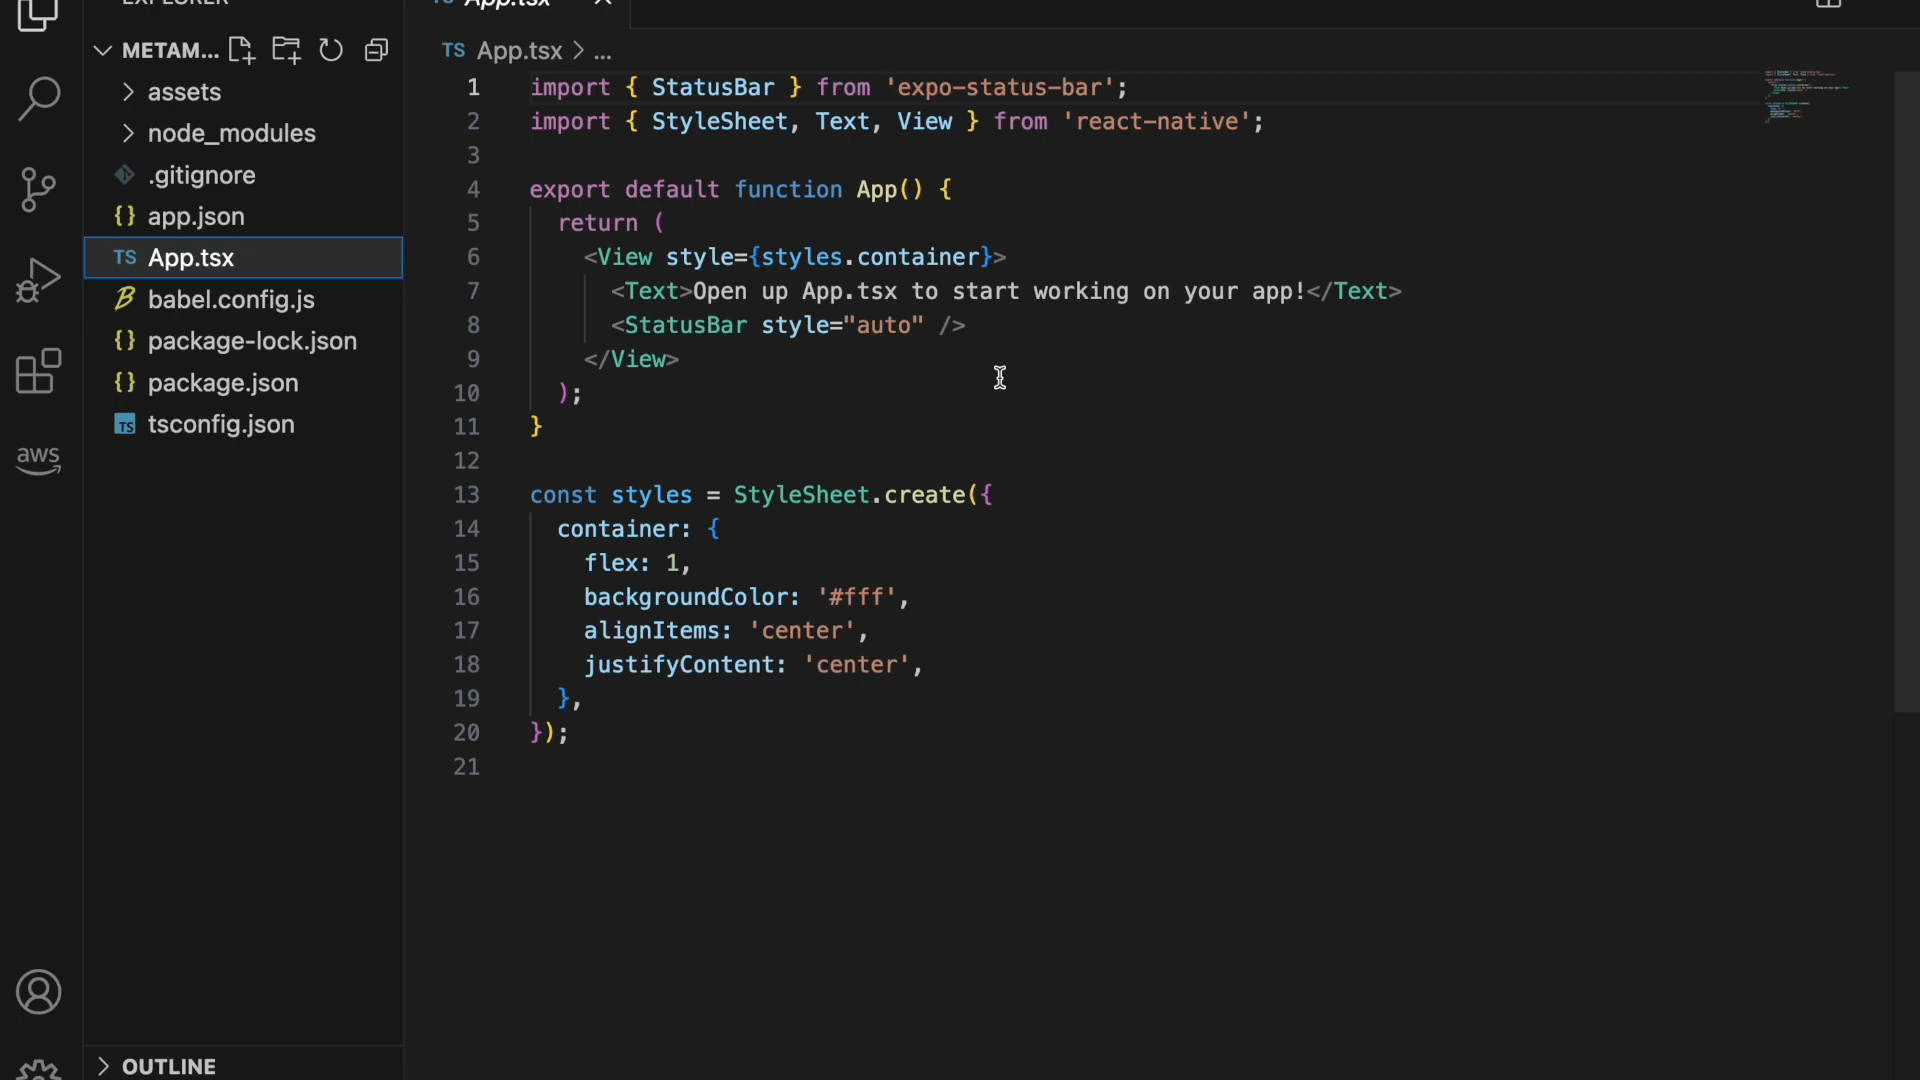 EXPLORER
METAM...
assets
node_modules
.gitignore
{} app.json
TS App.tsx
babel.config.js
{} package-lock.json
{} package.json
TS tsconfig.json
aws
OUTLINE
TS App.tsx
TS App.tsx > ...
1 import { StatusBar } from 'expo-status-bar';
2 import { StyleSheet, Text, View } from 'react-native';
3
4 export default function App() {
5 return (
6 <View style={styles.container}>
7 <Text>Open up App.tsx to start working on your app!</Text>
8 <StatusBar style="auto" />
9 </View>
10 );
11 }
12
13 const styles = StyleSheet.create({
14 container: {
15 flex: 1,
16 backgroundColor: '#fff',
17 alignItems: 'center',
18 justifyContent: 'center',
19 },
20 });
21